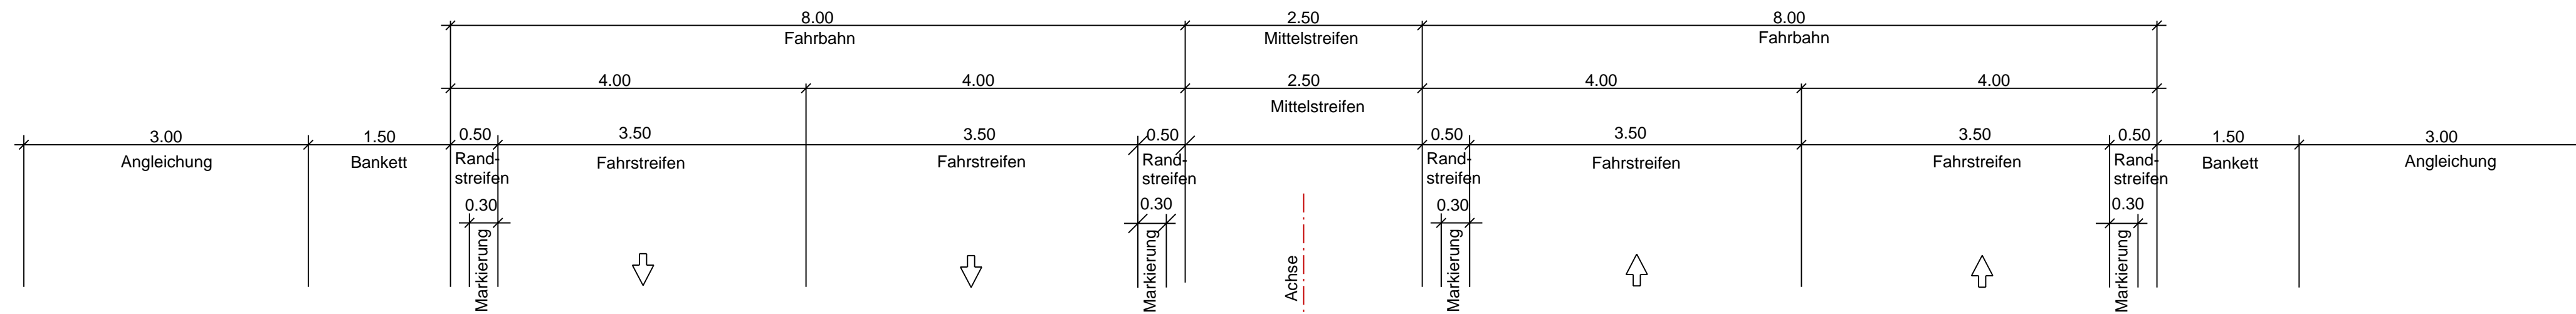 8.00 2.50 8.00
Fahrbahn Mittelstreifen Fahrbahn
4.00 4.00 2.50 4.00 4.00
Mittelstreifen
3.00 1.50 0.50 3.50 3.50 0.50 0.50 3.50 3.50 0.50 1.50 3.00
Angleichung Bankett Rand- Fahrstreifen Fahrstreifen Rand- Rand- Fahrstreifen Fahrstreifen Rand- Bankett Angleichung
streifen streifen streifen streifen
0.30 0.30 0.30 0.30
Markierung Markierung Achse Markierung Markierung